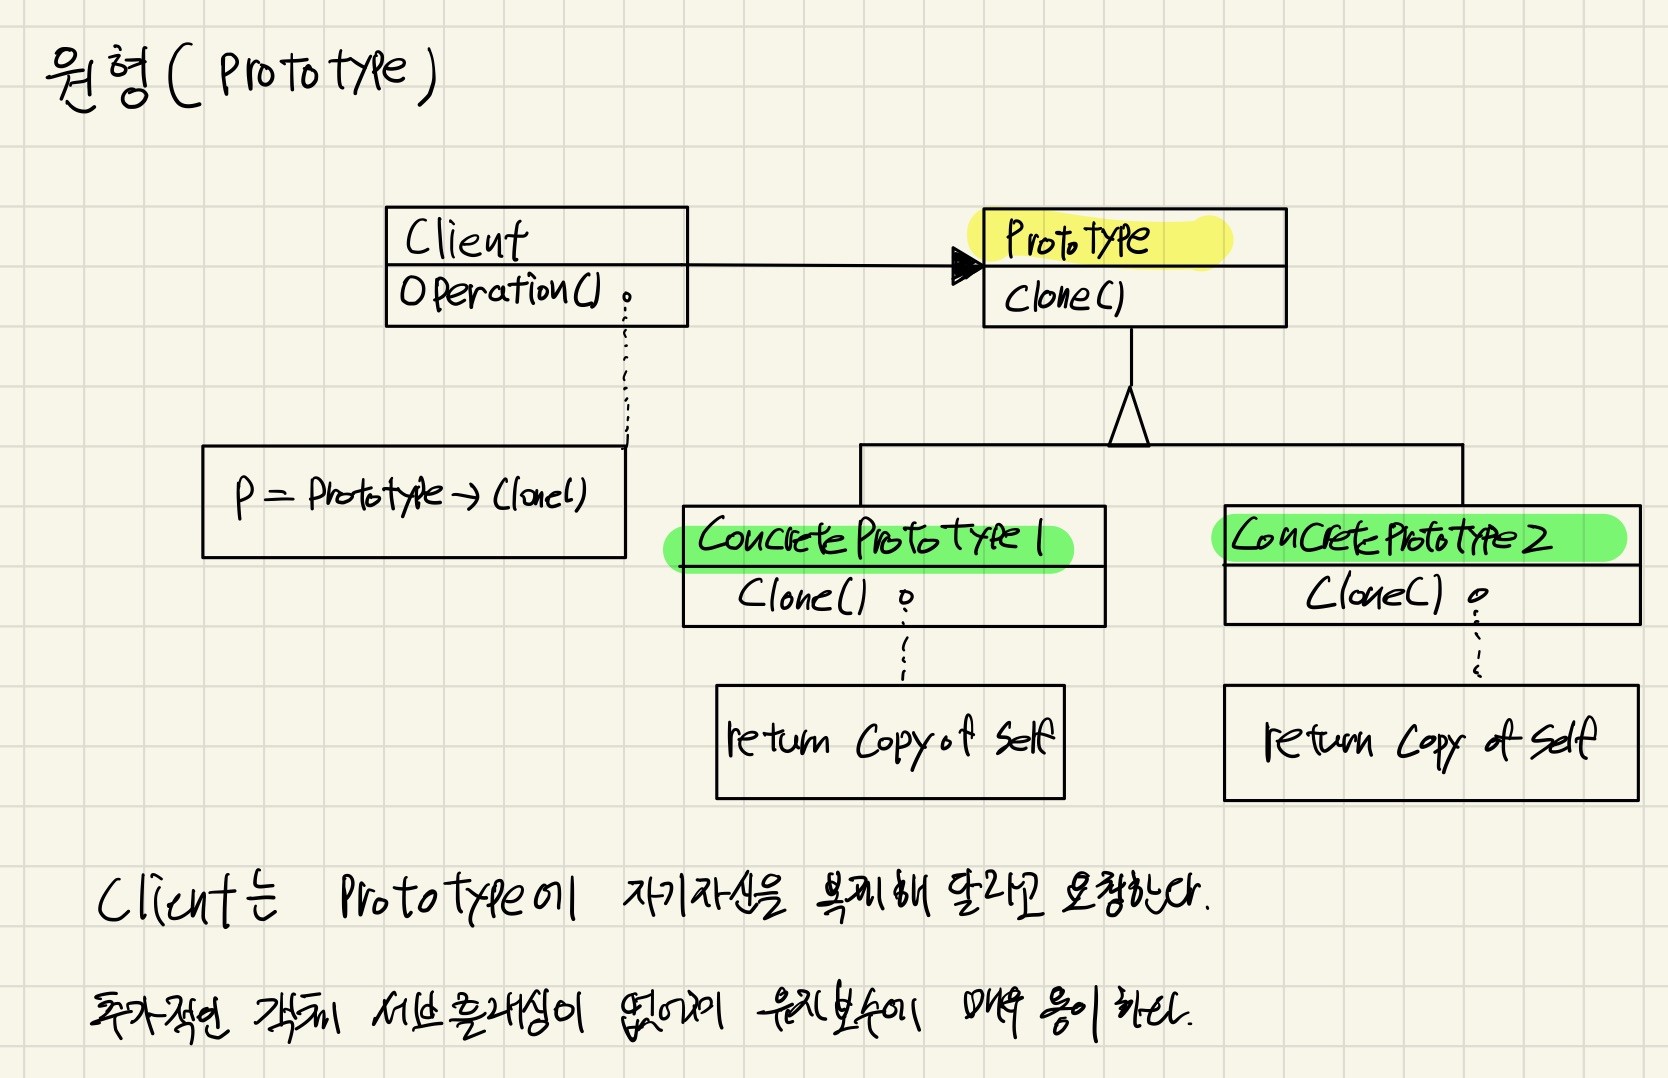 원형(Prototype)
Client
Operation()
Prototype
Clone()
P = Prototype → Clone()
ConcretePrototype1
Clone()
ConcretePrototype2
Clone()
return Copy of Self
return Copy of Self
Client는 Prototype에 자기자신을 복제해 달라고 요청한다.
추가적인 객체 서브클래싱이 없어져 유지보수에 매우 용이하다.